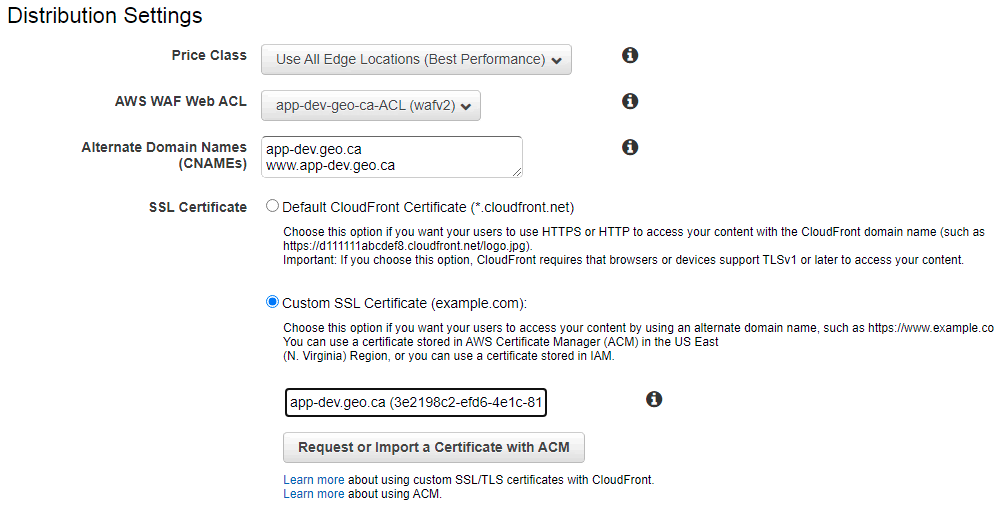 Distribution Settings
Price Class Use All Edge Locations (Best Performance)
AWS WAF Web ACL app-dev-geo-ca-ACL (wafv2)
Alternate Domain Names app-dev.geo.ca
(CNAMEs) www.app-dev.geo.ca
SSL Certificate Default CloudFront Certificate (*.cloudfront.net)
Choose this option if you want your users to use HTTPS or HTTP to access your content with the CloudFront domain name (such as
https://d111111abcdef8.cloudfront.net/logo.jpg).
Important: If you choose this option, CloudFront requires that browsers or devices support TLSv1 or later to access your content.
Custom SSL Certificate (example.com):
Choose this option if you want your users to access your content by using an alternate domain name, such as https://www.example.co
You can use a certificate stored in AWS Certificate Manager (ACM) in the US East
(N. Virginia) Region, or you can use a certificate stored in IAM.
app-dev.geo.ca (3e2198c2-efd6-4e1c-81
Request or Import a Certificate with ACM
Learn more about using custom SSL/TLS certificates with CloudFront.
Learn more about using ACM.